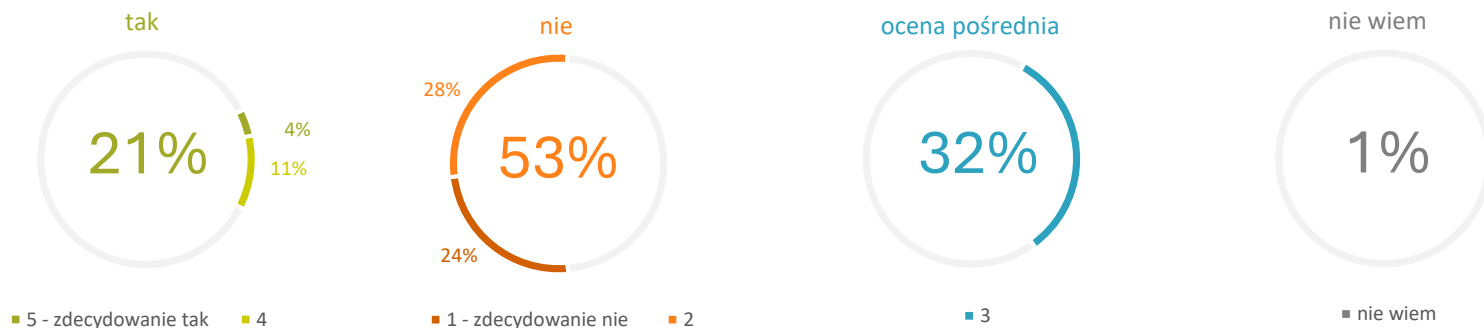 tak
nie
ocena pośrednia
nie wiem
21%
4%
11%
53%
28%
24%
32%
1%
5 - zdecydowanie tak
4
1 - zdecydowanie nie
2
3
nie wiem